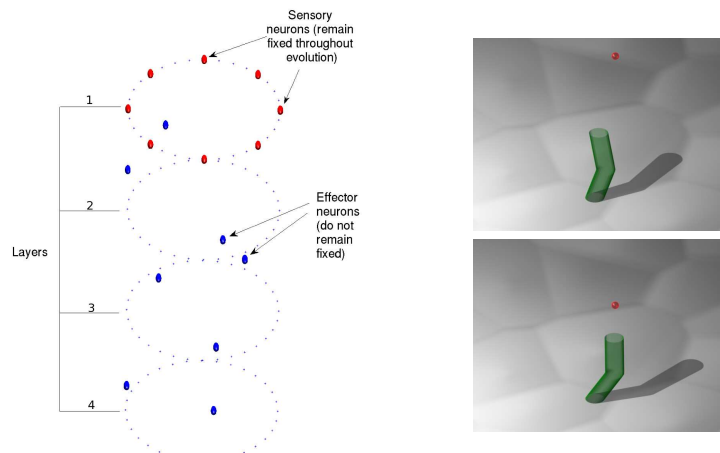 Sensory
neurons (remain
fixed throughout
evolution)
1
2
Effector
neurons
(do not
remain
fixed)
Layers
3
4